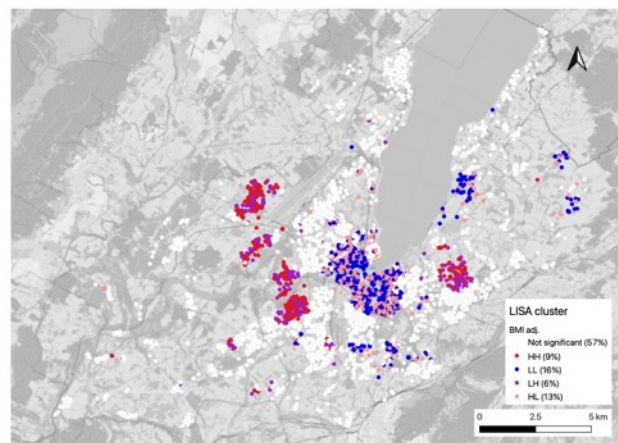 LISA cluster
BMI adj.
Not significant (57%)
HH (9%)
LL (16%)
LH (6%)
HL (13%)
0 2.5 5 km